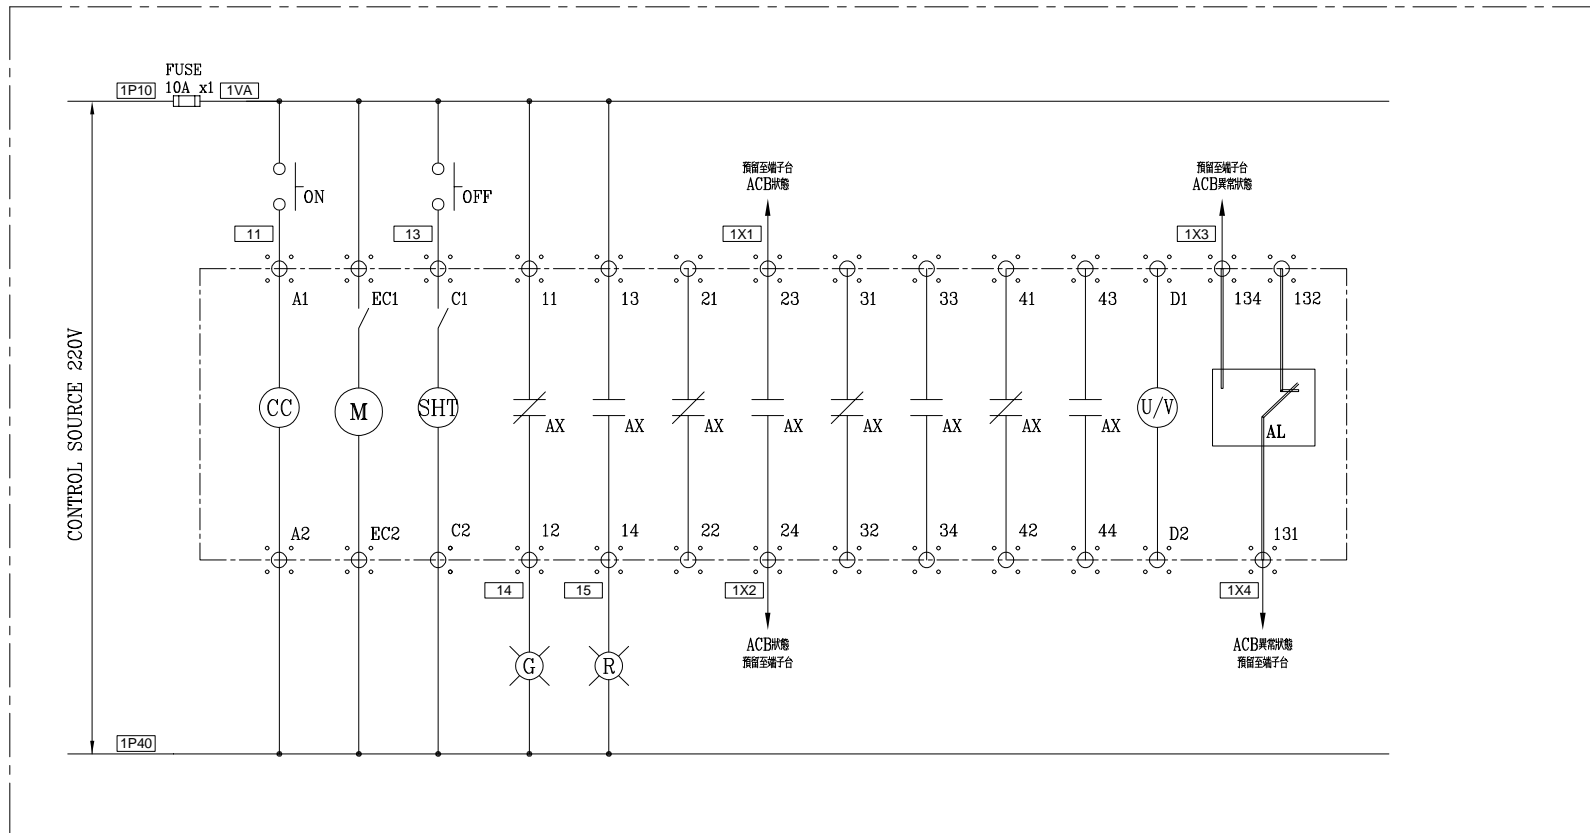 FUSE
10A x1
1P10
1VA
ON
OFF
預留至端子台
ACB狀態
預留至端子台
ACB異常狀態
11
13
1X1
1X3
A1
EC1
C1
11
13
21
23
31
33
41
43
D1
134
132
CONTROL SOURCE 220V
CC
M
SHT
AX
AX
AX
AX
AX
AX
AX
AX
U/V
AL
A2
EC2
C2
12
14
22
24
32
34
42
44
D2
131
14
15
1X2
1X4
ACB狀態
預留至端子台
ACB異常狀態
預留至端子台
G
R
1P40